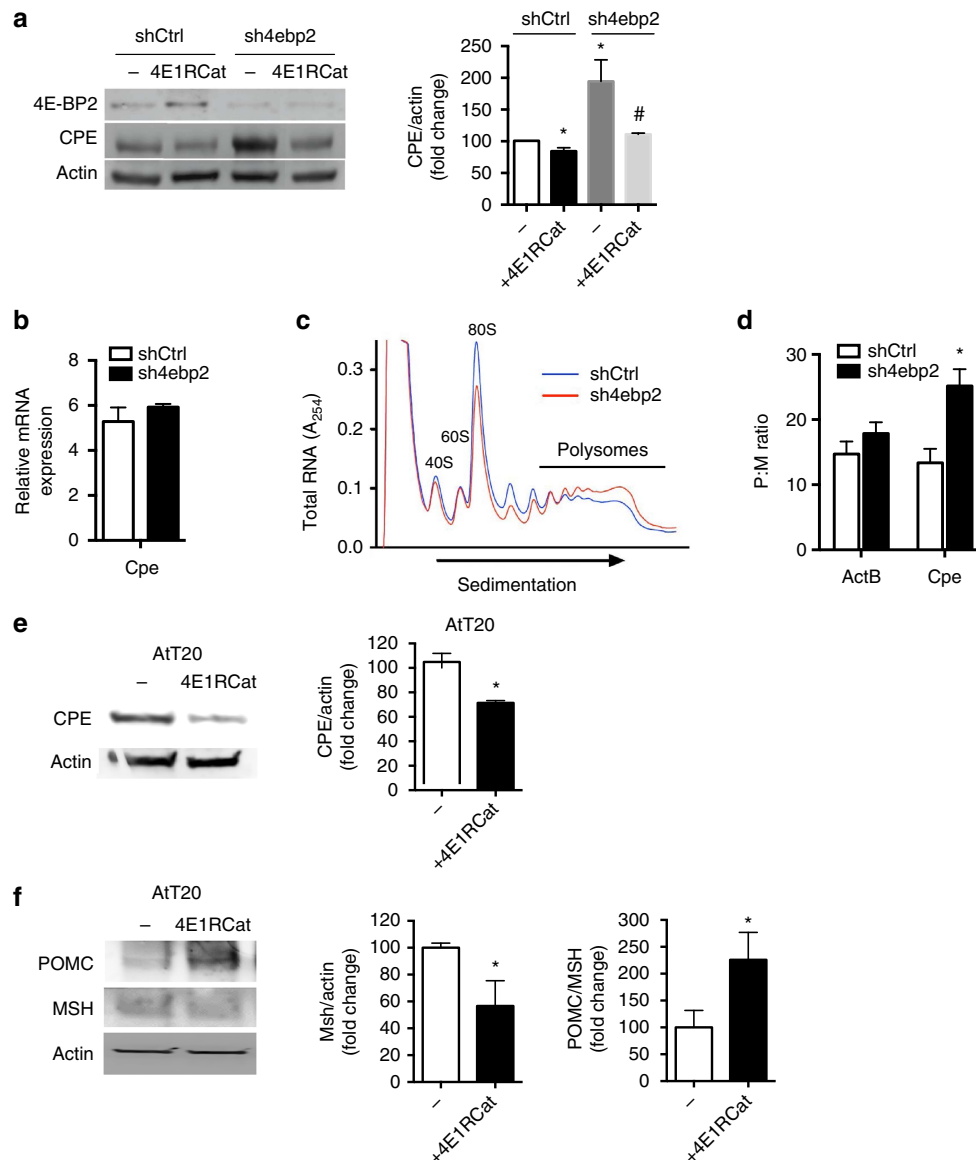 a
shCtrl sh4ebp2
– 4E1RCat – 4E1RCat
4E-BP2
CPE
Actin
shCtrl sh4ebp2
CPE/actin
(fold change)
250
200
150
100
50
0
*
*
#
–
+4E1RCat
–
+4E1RCat
b
Relative mRNA
expression
8
6
4
2
0
shCtrl
sh4ebp2
Cpe
c
Total RNA (A254)
0.3
0.2
0.1
0.0
80S
60S
40S
shCtrl
sh4ebp2
Polysomes
Sedimentation
d
P:M ratio
30
20
10
0
shCtrl
sh4ebp2
*
ActB Cpe
e
AtT20
– 4E1RCat
CPE
Actin
AtT20
CPE/actin
(fold change)
120
100
80
60
40
20
0
*
–
+4E1RCat
f
AtT20
– 4E1RCat
POMC
MSH
Actin
Msh/actin
(fold change)
120
100
80
60
40
20
0
*
–
+4E1RCat
POMC/MSH
(fold change)
300
250
200
150
100
50
0
*
–
+4E1RCat